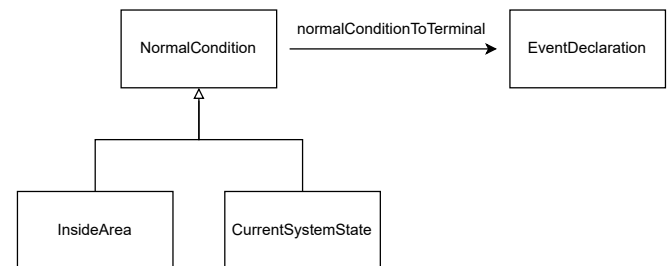 normalConditionToTerminal
NormalCondition
EventDeclaration
InsideArea
CurrentSystemState